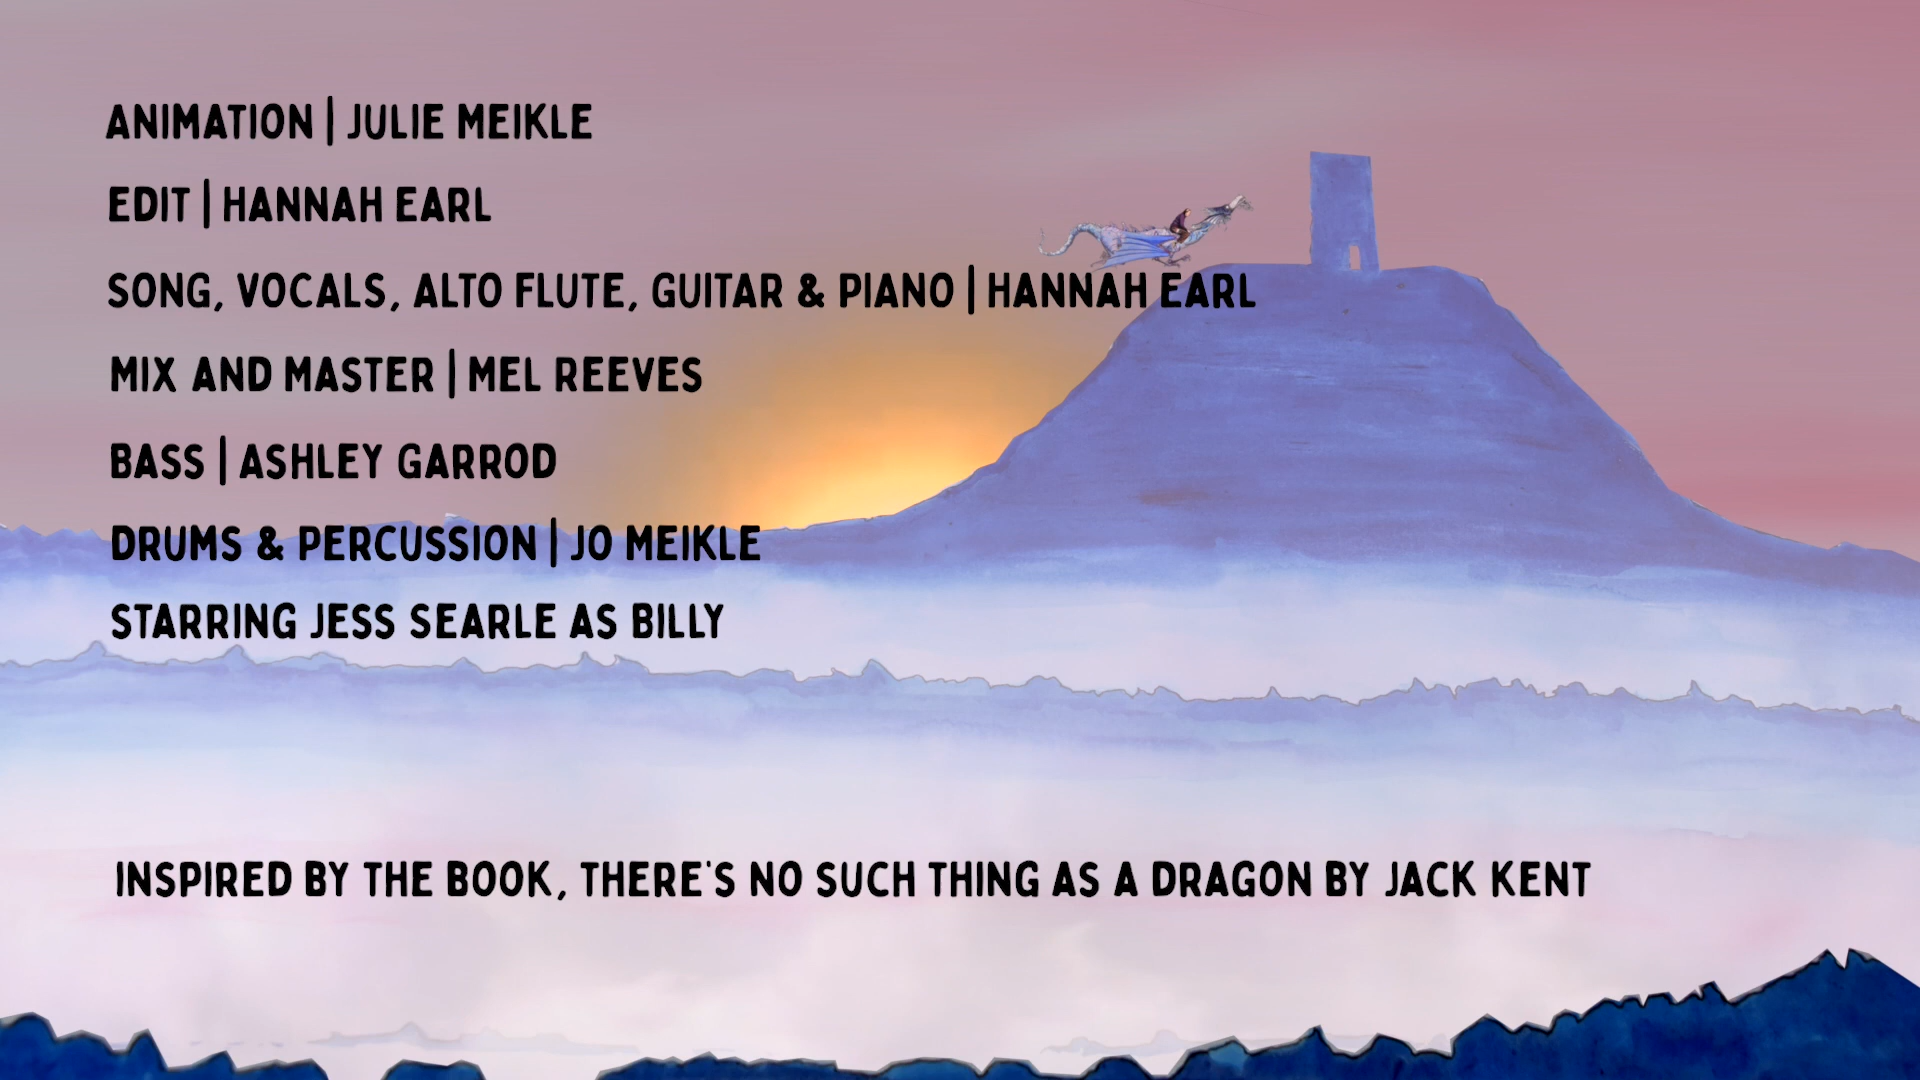 ANIMATION | JULIE MEIKLE
EDIT | HANNAH EARL
SONG, VOCALS, ALTO FLUTE, GUITAR & PIANO | HANNAH EARL
MIX AND MASTER | MEL REEVES
BASS | ASHLEY GARROD
DRUMS & PERCUSSION | JO MEIKLE
STARRING JESS SEARLE AS BILLY
INSPIRED BY THE BOOK, THERE'S NO SUCH THING AS A DRAGON BY JACK KENT